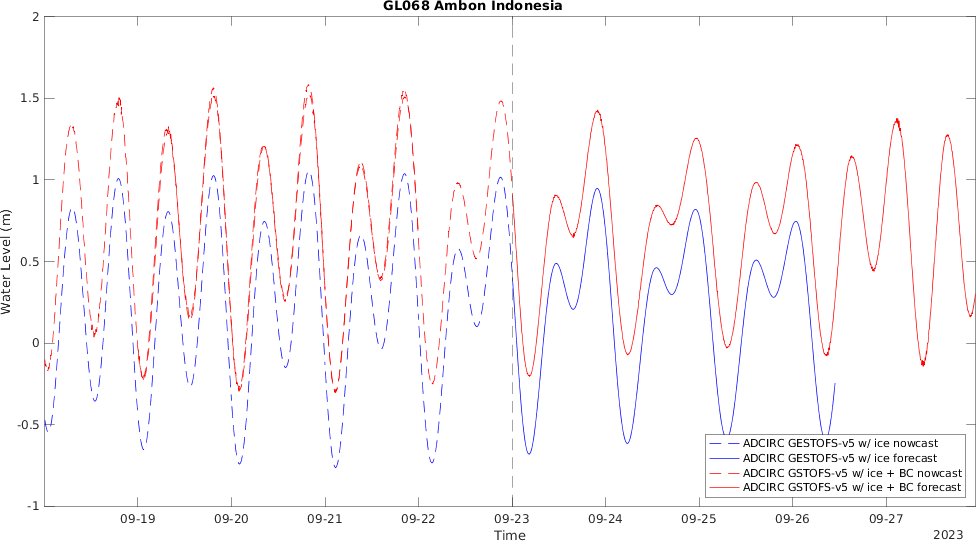 GL068 Ambon Indonesia
2
1.5
1
0.5
0
-0.5
-1
Water Level (m)
09-19
09-20
09-21
09-22
09-23
09-24
09-25
09-26
09-27
Time
2023
ADCIRC GESTOFS-v5 w/ ice nowcast
ADCIRC GESTOFS-v5 w/ ice forecast
ADCIRC GSTOFS-v5 w/ ice + BC nowcast
ADCIRC GSTOFS-v5 w/ ice + BC forecast